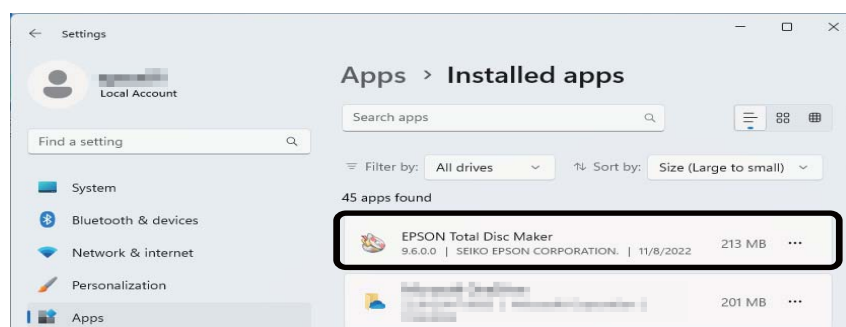 Settings
Local Account
Find a setting
System
Bluetooth & devices
Network & internet
Personalization
Apps
Apps > Installed apps
Search apps
Filter by: All drives Sort by: Size (Large to small)
45 apps found
EPSON Total Disc Maker
9.6.0.0 | SEIKO EPSON CORPORATION. | 11/8/2022
213 MB
201 MB